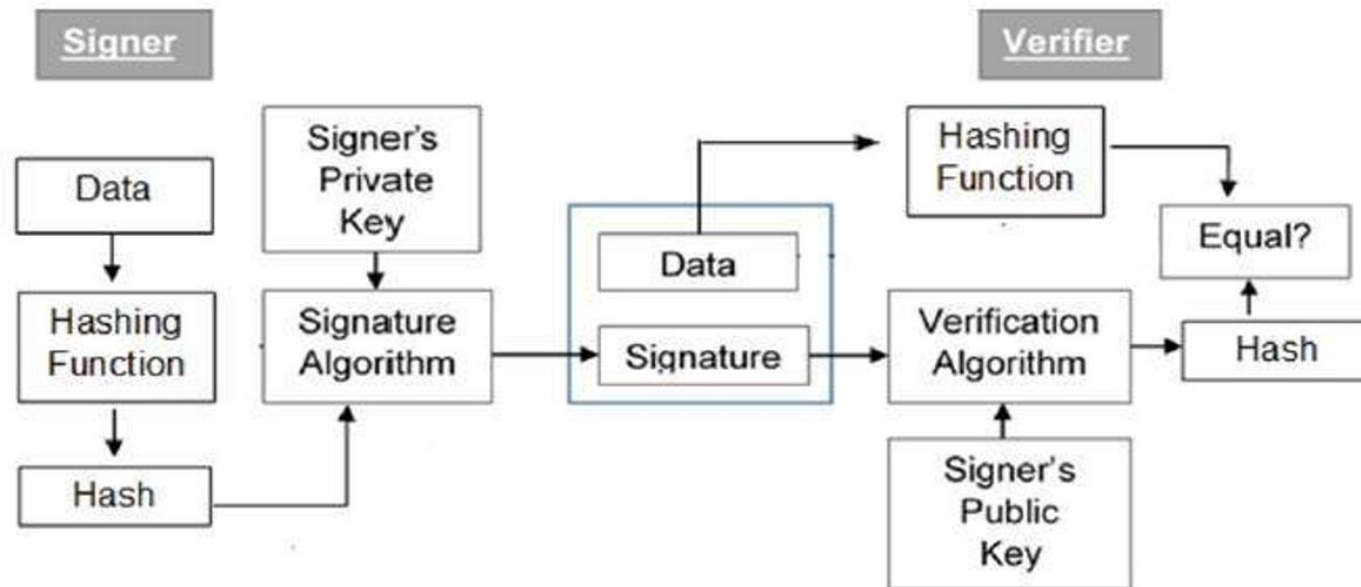 Signer
Verifier
Data
Hashing
Function
Hash
Signer's
Private
Key
Signature
Algorithm
Data
Signature
Hashing
Function
Verification
Algorithm
Signer's
Public
Key
Equal?
Hash